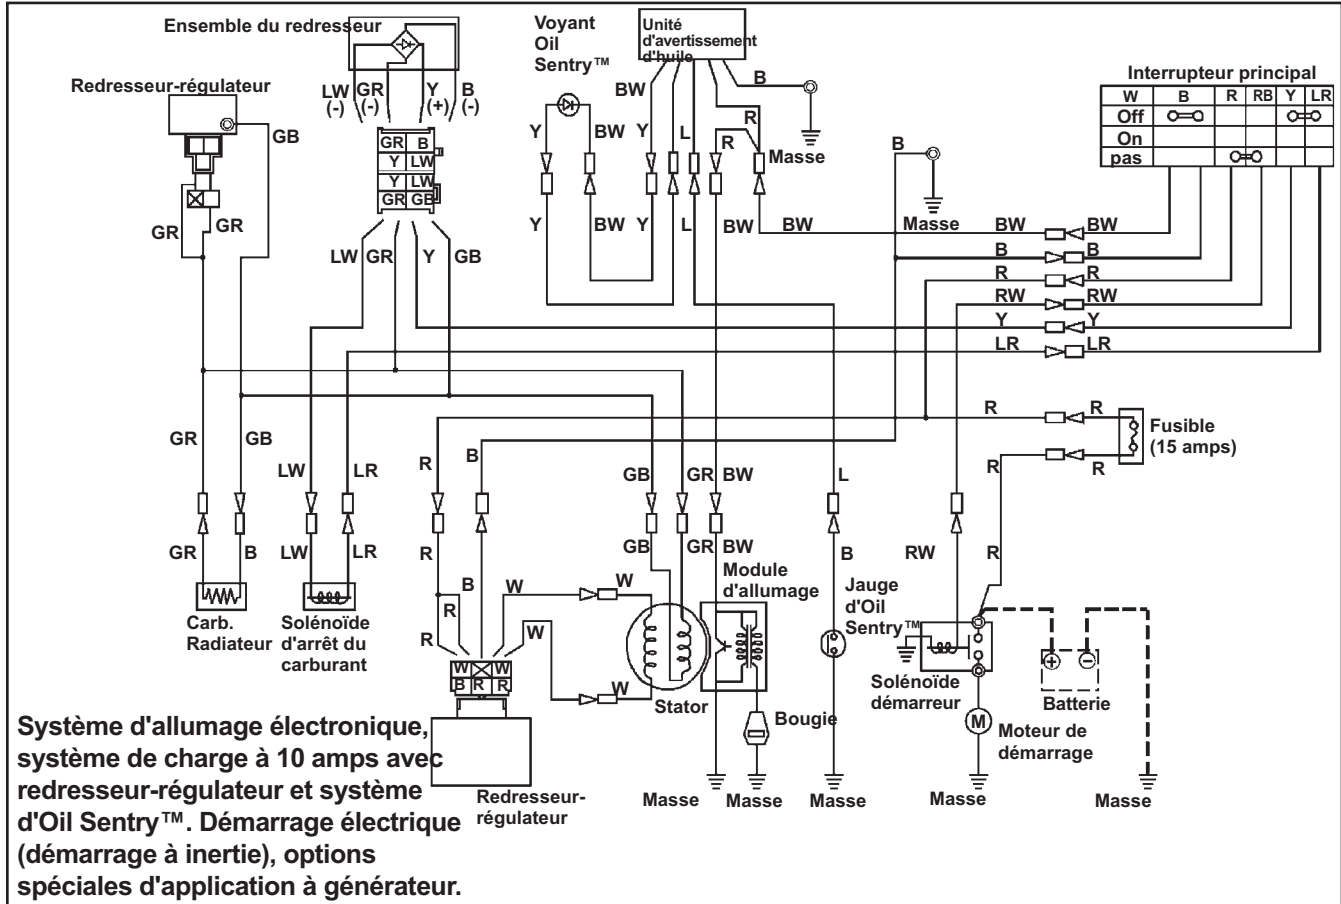 Ensemble du redresseur
Voyant
Oil
Sentry™
Unité
d'avertissement
d'huile
Redresseur-régulateur
Interrupteur principal
W B R RB Y LR
Off
On
pas
LW GR Y B
(-) (-) (+) (-)
GB
BW
B
R
Y BW Y L R
GR B
Y LW
Y LW
GR GB
Masse
B
Masse
GR GR
Y BW Y L BW BW
BW BW
B B
R R
RW RW
Y Y
LR LR
LW GR Y GB
R R
Fusible
(15 amps)
R R
GR GB
LW LR
R B
GB GR BW
L
GR B LW LR
R
GB GR BW
B
RW
R
Carb.
Radiateur
Solénoïde
d'arrêt du
carburant
B
R
R
W
W
W
W
W W
B R R
Module
d'allumage
Jauge
d'Oil
Sentry™
Stator
Bougie
Solénoïde
démarreur
Batterie
M
Moteur de
démarrage
Redresseur-
régulateur
Masse Masse Masse Masse Masse
Système d'allumage électronique,
système de charge à 10 amps avec
redresseur-régulateur et système
d'Oil Sentry™. Démarrage électrique
(démarrage à inertie), options
spéciales d'application à générateur.